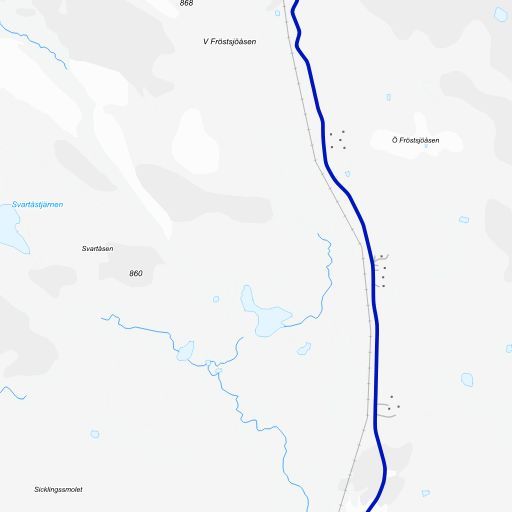 868
V Fröstsjöåsen
Ö Fröstsjöåsen
Svartåstjärnen
Svartåsen
860
Sicklingssmolet